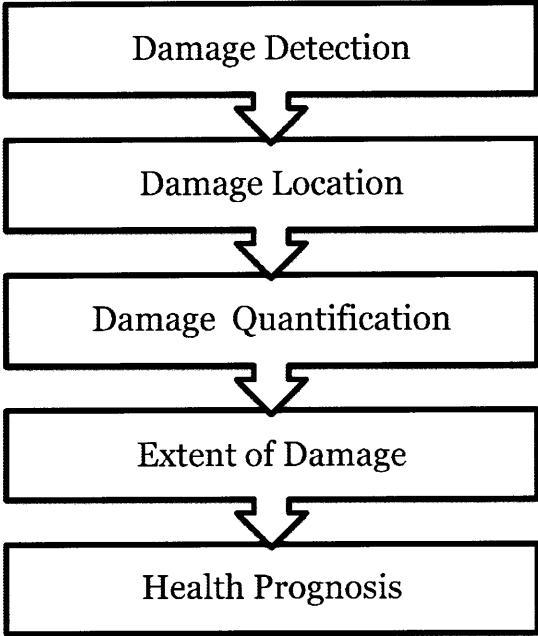 Damage Detection
Damage Location
Damage Quantification
Extent of Damage
Health Prognosis